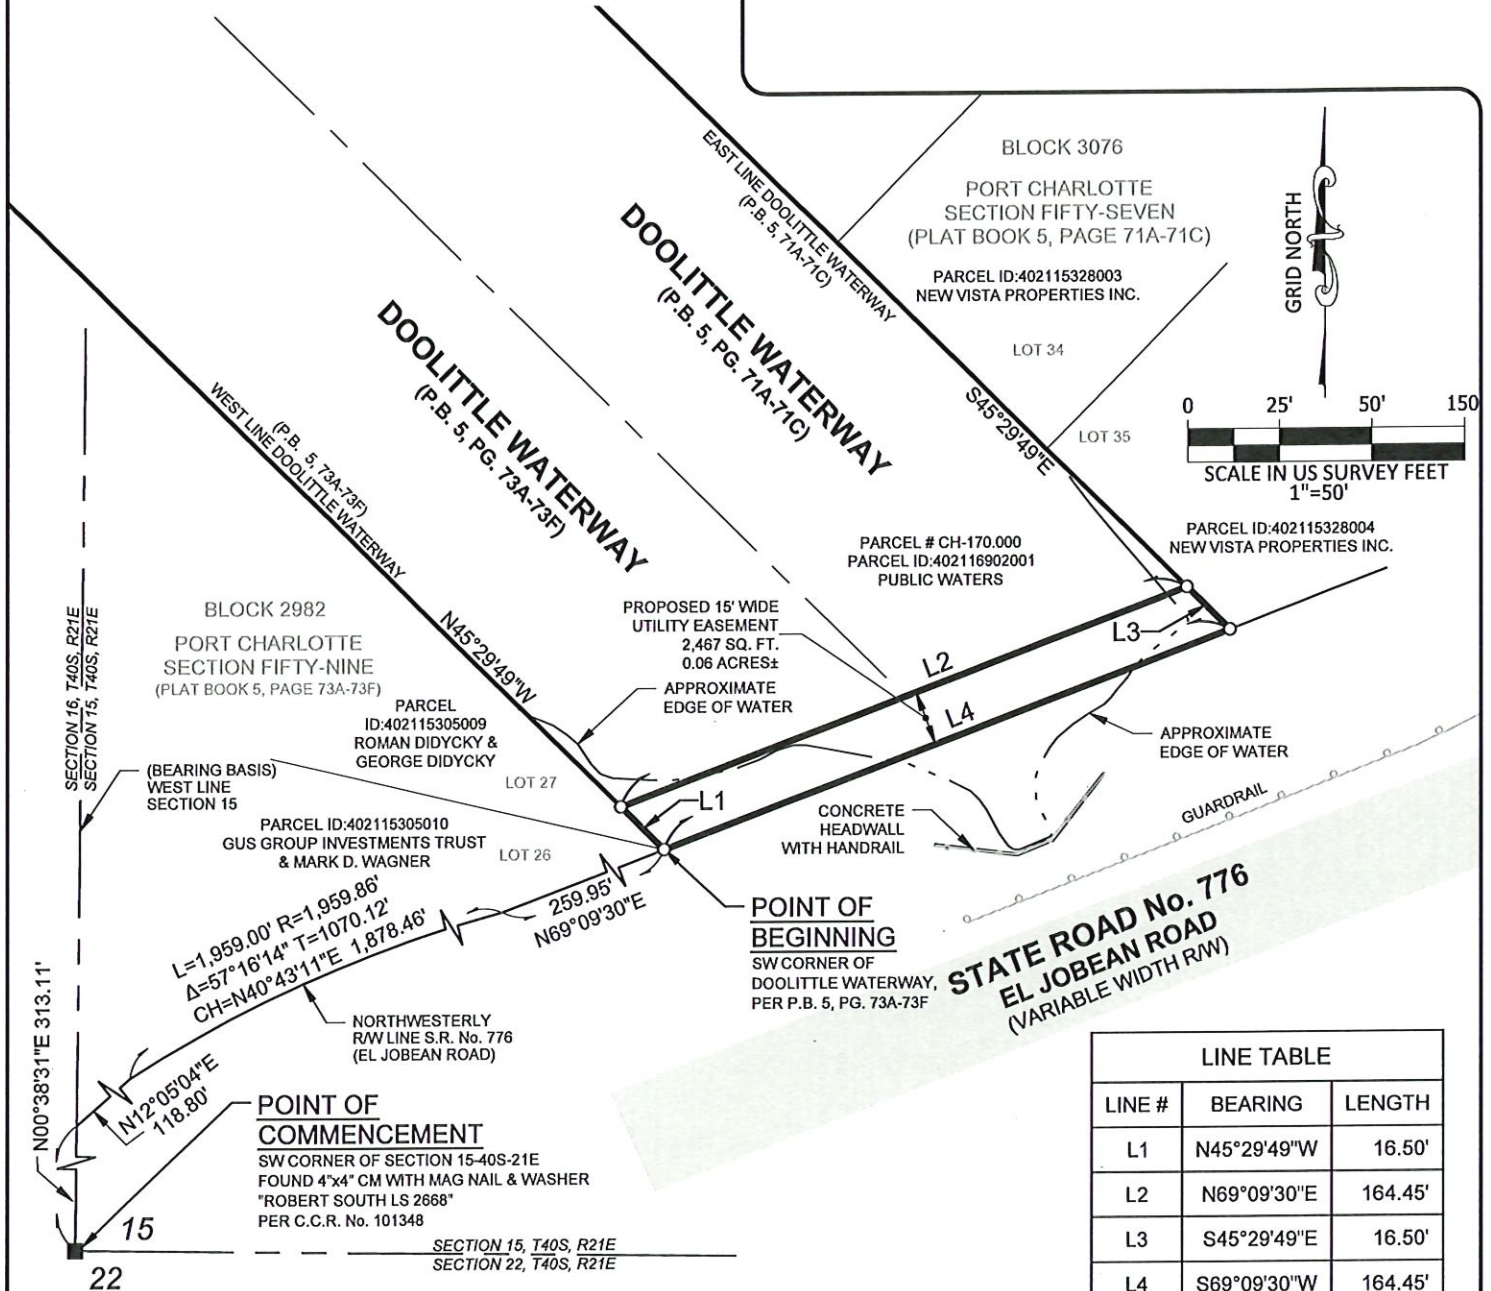 BLOCK 3076
PORT CHARLOTTE
SECTION FIFTY-SEVEN
(PLAT BOOK 5, PAGE 71A-71C)
PARCEL ID:402115328003
NEW VISTA PROPERTIES INC.
LOT 34
LOT 35
GRID NORTH
0 25' 50' 150
SCALE IN US SURVEY FEET
1"=50'
EAST LINE DOOLITTLE WATERWAY
(P.B. 5, 71A-71C)
DOOLITTLE WATERWAY
(P.B. 5, PG. 71A-71C)
DOOLITTLE WATERWAY
(P.B. 5, PG. 73A-73F)
(P.B. 5, 73A-73F)
WEST LINE DOOLITTLE WATERWAY
S45°29'49"E
N45°29'49"W
PARCEL ID:402115328004
NEW VISTA PROPERTIES INC.
PARCEL # CH-170.000
PARCEL ID:402116902001
PUBLIC WATERS
PROPOSED 15' WIDE
UTILITY EASEMENT
2,467 SQ. FT.
0.06 ACRES±
APPROXIMATE
EDGE OF WATER
BLOCK 2982
PORT CHARLOTTE
SECTION FIFTY-NINE
(PLAT BOOK 5, PAGE 73A-73F)
PARCEL
ID:402115305009
ROMAN DIDYCKY &
GEORGE DIDYCKY
LOT 27
SECTION 16, T40S, R21E
SECTION 15, T40S, R21E
(BEARING BASIS)
WEST LINE
SECTION 15
PARCEL ID:402115305010
GUS GROUP INVESTMENTS TRUST
& MARK D. WAGNER
LOT 26
L1
L2
L3
L4
APPROXIMATE
EDGE OF WATER
CONCRETE
HEADWALL
WITH HANDRAIL
GUARDRAIL
STATE ROAD No. 776
EL JOBEAN ROAD
(VARIABLE WIDTH R/W)
POINT OF
BEGINNING
SW CORNER OF
DOOLITTLE WATERWAY,
PER P.B. 5, PG. 73A-73F
259.95'
N69°09'30"E
L=1,959.00' R=1,959.86'
Δ=57°16'14" T=1070.12'
CH=N40°43'11"E 1,878.46'
NORTHWESTERLY
R/W LINE S.R. No. 776
(EL JOBEAN ROAD)
N00°38'31"E 313.11'
N12°05'04"E
118.80'
POINT OF
COMMENCEMENT
SW CORNER OF SECTION 15-40S-21E
FOUND 4"x4" CM WITH MAG NAIL & WASHER
"ROBERT SOUTH LS 2668"
PER C.C.R. No. 101348
15
22
SECTION 15, T40S, R21E
SECTION 22, T40S, R21E
LINE TABLE
LINE # BEARING LENGTH
L1 N45°29'49"W 16.50'
L2 N69°09'30"E 164.45'
L3 S45°29'49"E 16.50'
L4 S69°09'30"W 164.45'